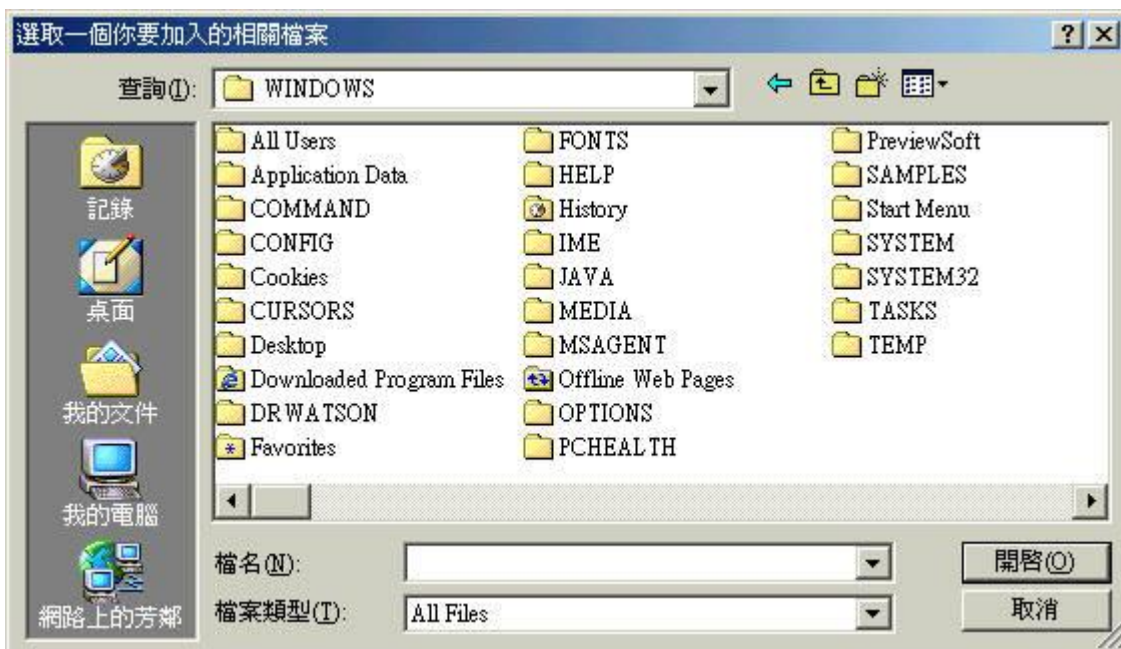 選取一個你要加入的相關檔案
查詢(I):
WINDOWS
記錄
桌面
我的文件
我的電腦
網路上的芳鄰
All Users
Application Data
COMMAND
CONFIG
Cookies
CURSORS
Desktop
Downloaded Program Files
DRWATSON
Favorites
FONTS
HELP
History
IME
JAVA
MEDIA
MSAGENT
Offline Web Pages
OPTIONS
PCHEALTH
PreviewSoft
SAMPLES
Start Menu
SYSTEM
SYSTEM32
TASKS
TEMP
檔名(N):
開啓(O)
檔案類型(T):
All Files
取消